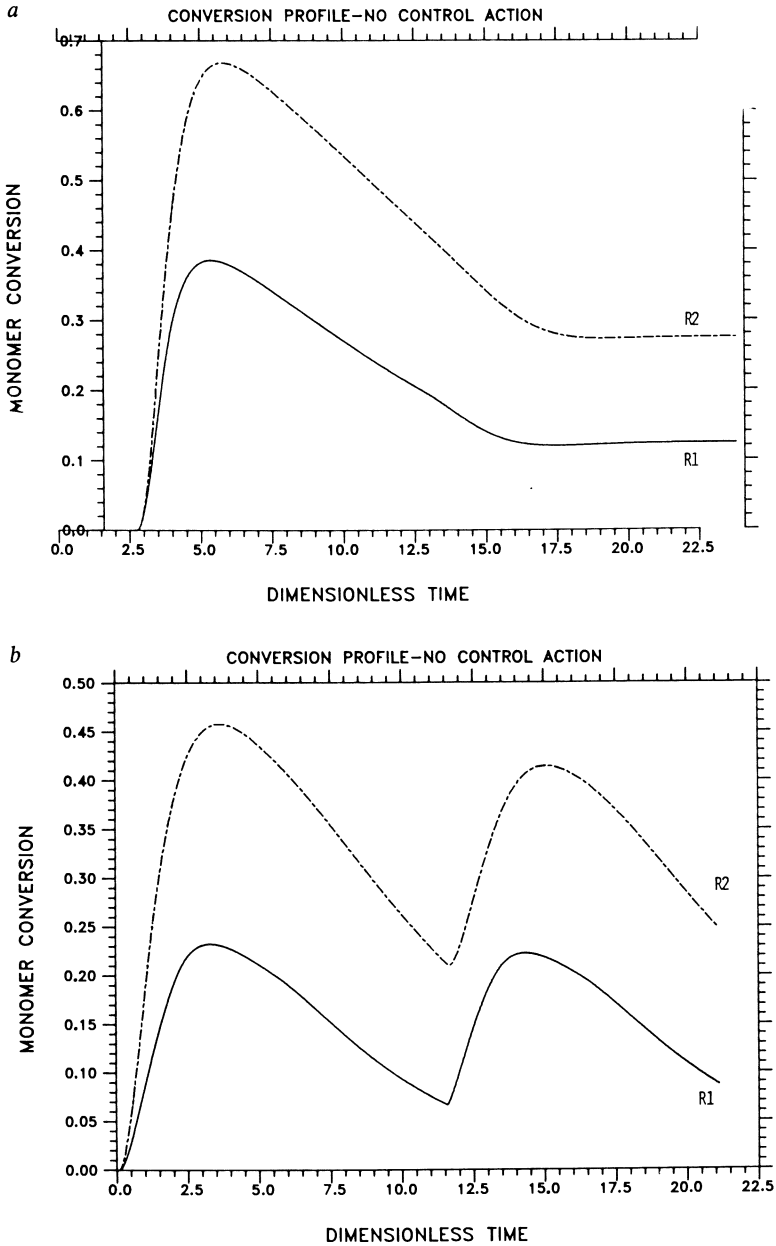 a
CONVERSION PROFILE–NO CONTROL ACTION
0.7
0.6
0.5
0.4
0.3
0.2
0.1
0.0
MONOMER CONVERSION
R2
R1
0.0 2.5 5.0 7.5 10.0 12.5 15.0 17.5 20.0 22.5
DIMENSIONLESS TIME
b
CONVERSION PROFILE–NO CONTROL ACTION
0.50
0.45
0.40
0.35
0.30
0.25
0.20
0.15
0.10
0.05
0.00
MONOMER CONVERSION
R2
R1
0.0 2.5 5.0 7.5 10.0 12.5 15.0 17.5 20.0 22.5
DIMENSIONLESS TIME